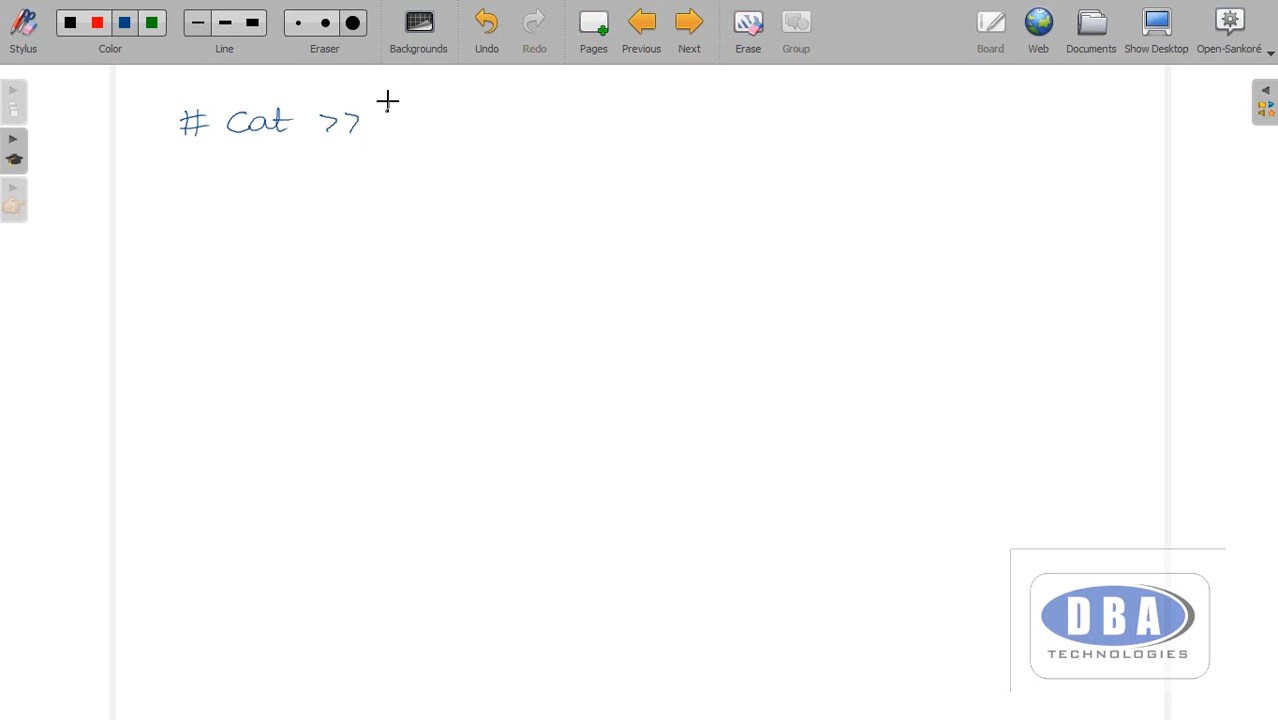 Stylus Color Line Eraser Backgrounds Undo Redo Pages Previous Next Erase Group Board Web Documents Show Desktop Open-Sankoré
# Cat >>
DBA
TECHNOLOGIES